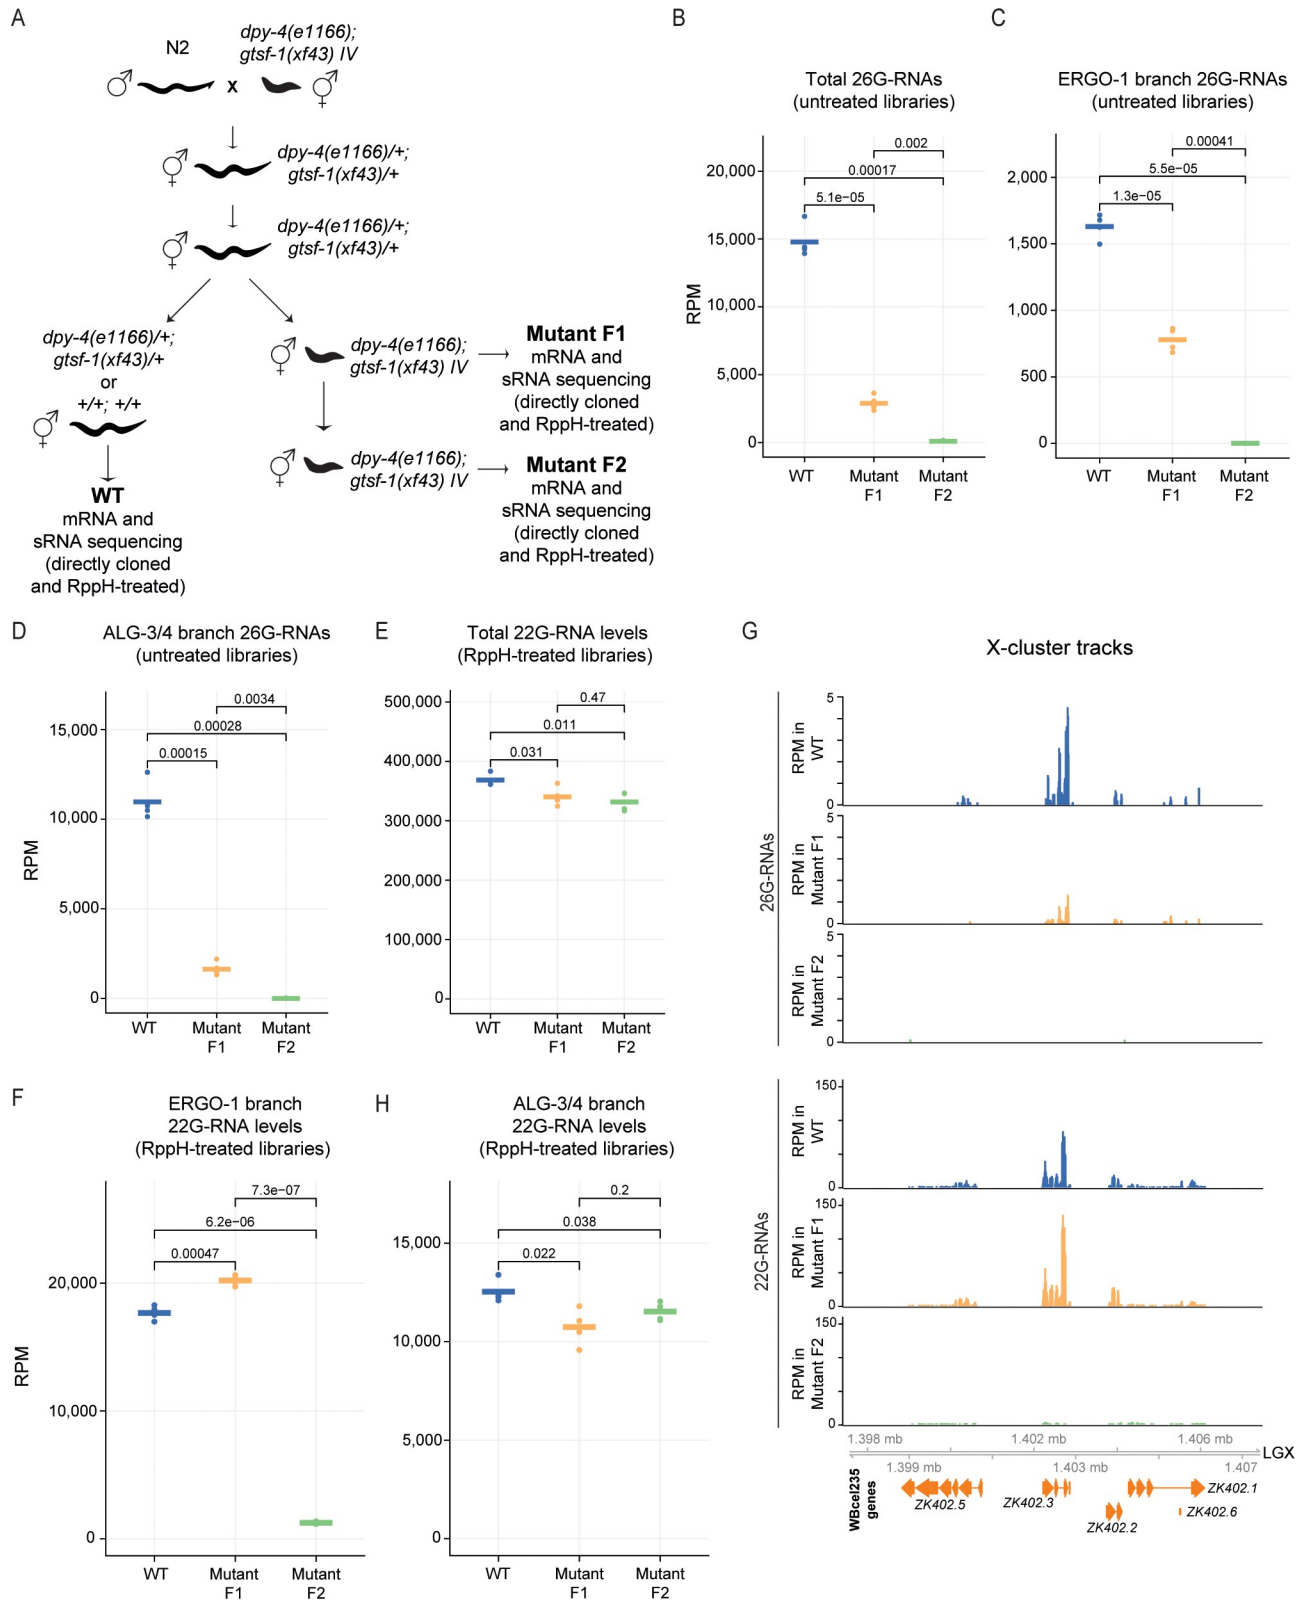 A
N2
dpy-4(e1166);
gtsf-1(xf43) IV
x
dpy-4(e1166)/+;
gtsf-1(xf43)/+
dpy-4(e1166)/+;
gtsf-1(xf43)/+
dpy-4(e1166)/+;
gtsf-1(xf43)/+
or
+/+; +/+
WT
mRNA and
sRNA sequencing
(directly cloned
and RppH-treated)
dpy-4(e1166);
gtsf-1(xf43) IV
Mutant F1
mRNA and
sRNA sequencing
(directly cloned
and RppH-treated)
dpy-4(e1166);
gtsf-1(xf43) IV
Mutant F2
mRNA and
sRNA sequencing
(directly cloned
and RppH-treated)
B
Total 26G-RNAs
(untreated libraries)
RPM
20,000
15,000
10,000
5,000
0
0.002
0.00017
5.1e-05
WT
Mutant
F1
Mutant
F2
C
ERGO-1 branch 26G-RNAs
(untreated libraries)
2,000
1,500
1,000
500
0
0.00041
5.5e-05
1.3e-05
WT
Mutant
F1
Mutant
F2
D
ALG-3/4 branch 26G-RNAs
(untreated libraries)
RPM
15,000
10,000
5,000
0
0.0034
0.00028
0.00015
WT
Mutant
F1
Mutant
F2
E
Total 22G-RNA levels
(RppH-treated libraries)
500,000
400,000
300,000
200,000
100,000
0
0.47
0.011
0.031
WT
Mutant
F1
Mutant
F2
F
ERGO-1 branch
22G-RNA levels
(RppH-treated libraries)
RPM
20,000
10,000
0
7.3e-07
6.2e-06
0.00047
WT
Mutant
F1
Mutant
F2
H
ALG-3/4 branch
22G-RNA levels
(RppH-treated libraries)
15,000
10,000
5,000
0
0.2
0.038
0.022
WT
Mutant
F1
Mutant
F2
G
X-cluster tracks
26G-RNAs
RPM in
WT
5
0
RPM in
Mutant F1
5
0
RPM in
Mutant F2
5
0
22G-RNAs
RPM in
WT
150
0
RPM in
Mutant F1
150
0
RPM in
Mutant F2
150
0
1.398 mb
1.402 mb
1.406 mb
LGX
1.399 mb
1.403 mb
1.407
WBcel235
genes
ZK402.5
ZK402.3
ZK402.1
ZK402.2
ZK402.6